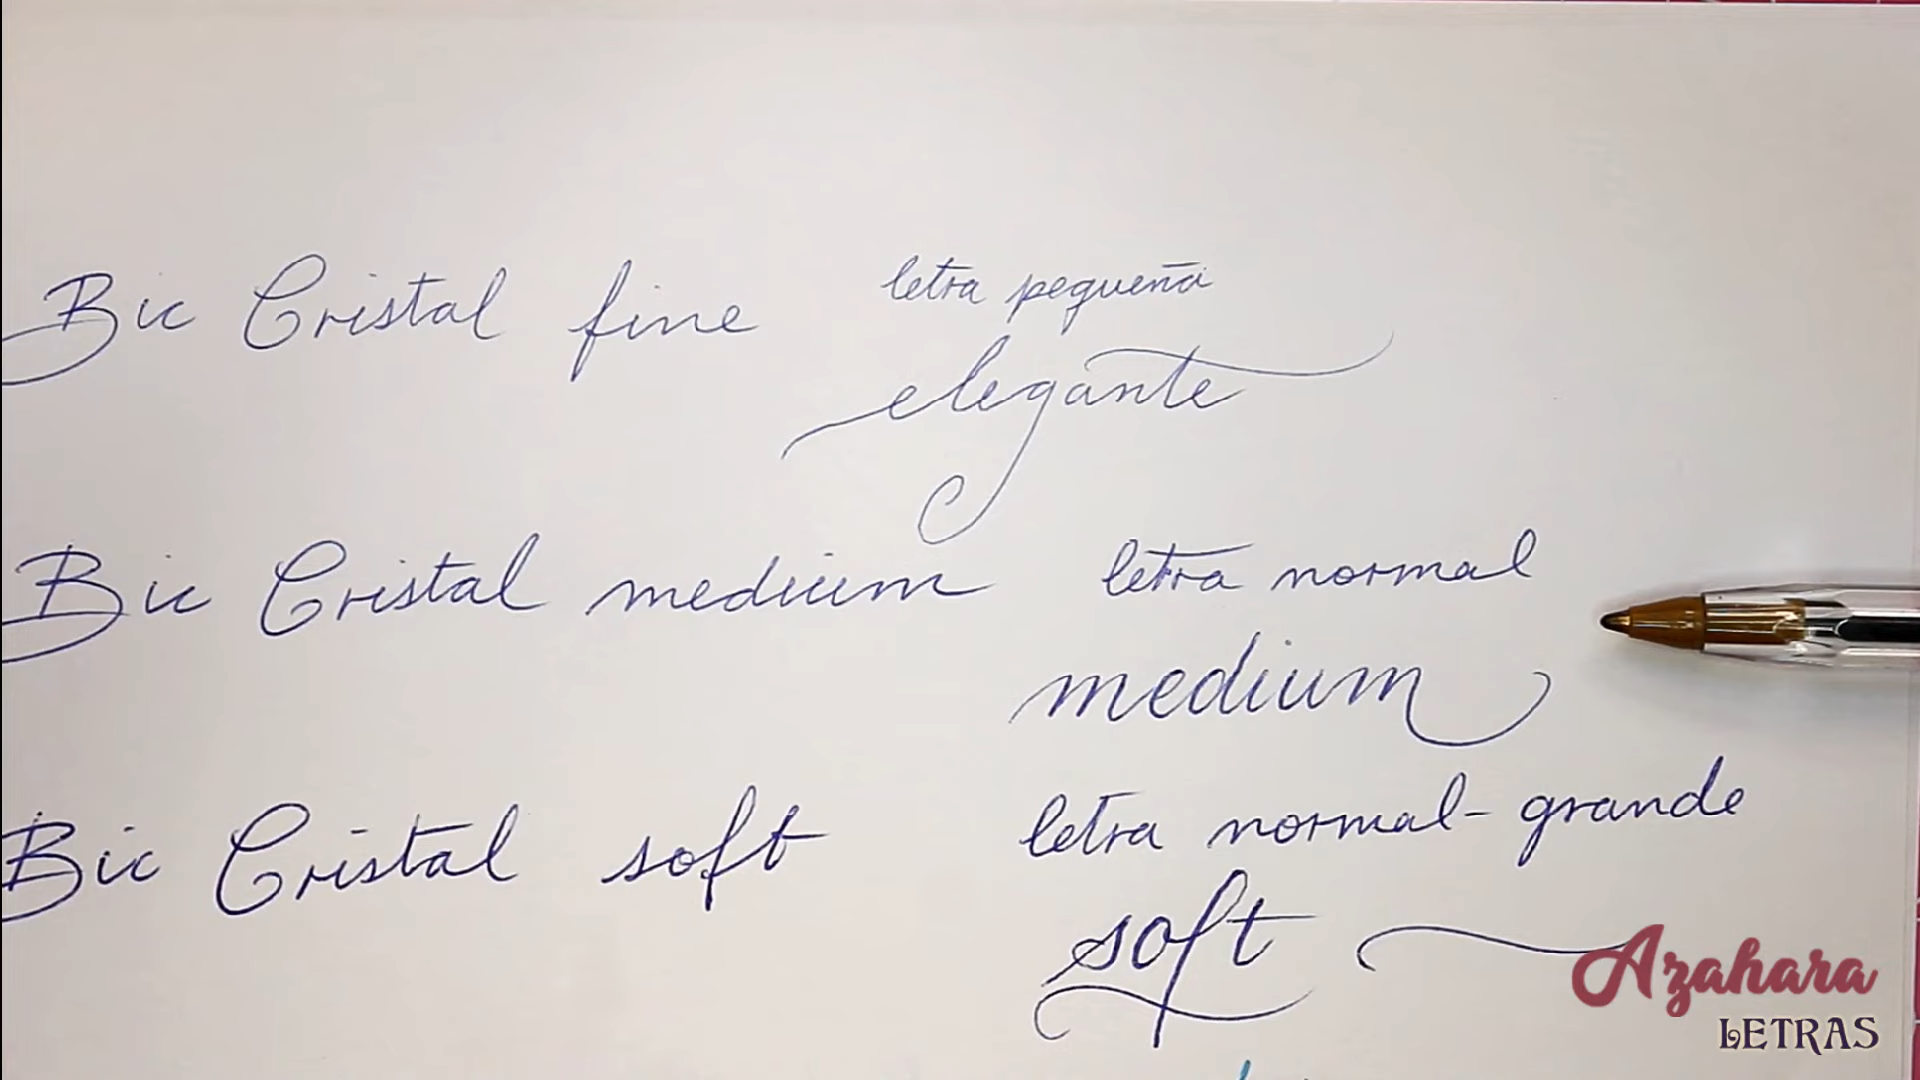 Bic Cristal fine
letra pequeña
elegante
Bic Cristal medium
letra normal
medium
Bic Cristal soft
letra normal-grande
soft
Azahara
LETRAS